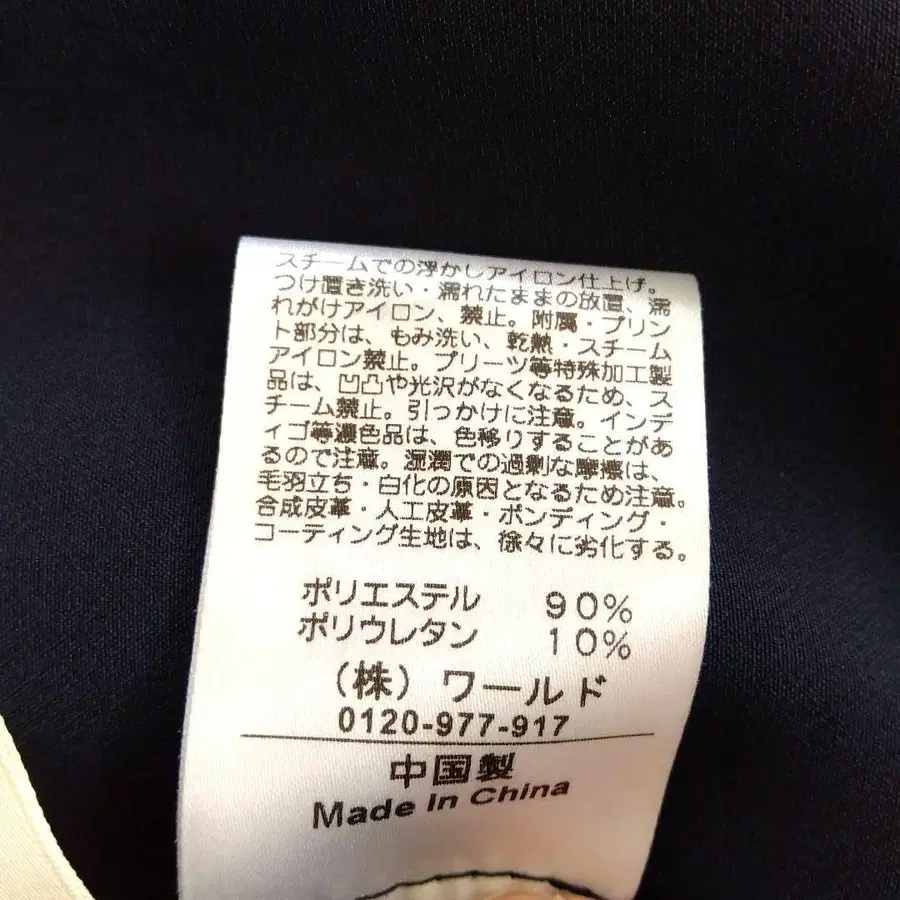 スチームでの浮かしアイロン仕上げ。
つけ置き洗い・濡れたままの放置、濡
れがけアイロン、禁止。附属・プリン
ト部分は、もみ洗い、乾熱・スチーム
アイロン禁止。プリーツ等特殊加工製
品は、凹凸や光沢がなくなるため、ス
チーム禁止。引っかけに注意。インデ
ィゴ等濃色品は、色移りすることがあ
るので注意。湿潤での過剰な摩擦は、
毛羽立ち・白化の原因となるため注意。
合成皮革・人工皮革・ボンディング・
コーティング生地は、徐々に劣化する。
ポリエステル 90%
ポリウレタン 10%
(株)ワールド
0120-977-917
中国製
Made In China